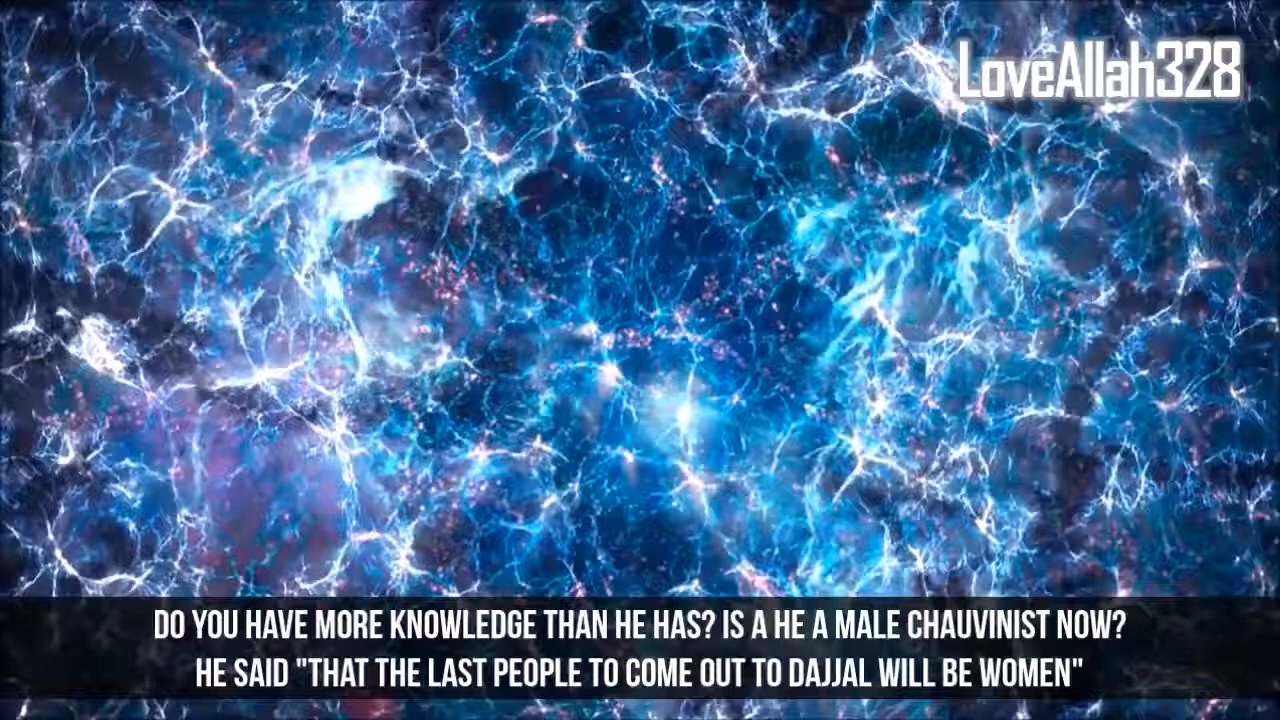 LoveAllah328
DO YOU HAVE MORE KNOWLEDGE THAN HE HAS? IS A HE A MALE CHAUVINIST NOW?
HE SAID "THAT THE LAST PEOPLE TO COME OUT TO DAJJAL WILL BE WOMEN"